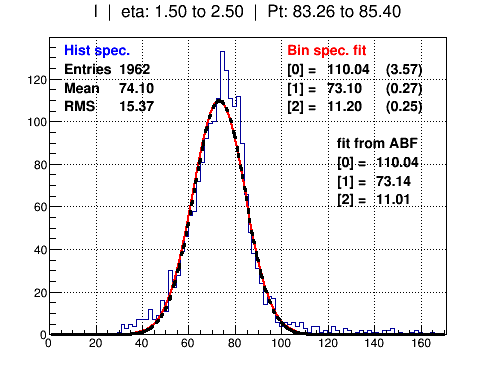 I | eta: 1.50 to 2.50 | Pt: 83.26 to 85.40
Hist spec.
Entries 1962
Mean 74.10
RMS 15.37
Bin spec. fit
[0] = 110.04 (3.57)
[1] = 73.10 (0.27)
[2] = 11.20 (0.25)
fit from ABF
[0] = 110.04
[1] = 73.14
[2] = 11.01
120
100
80
60
40
20
0
0 20 40 60 80 100 120 140 160